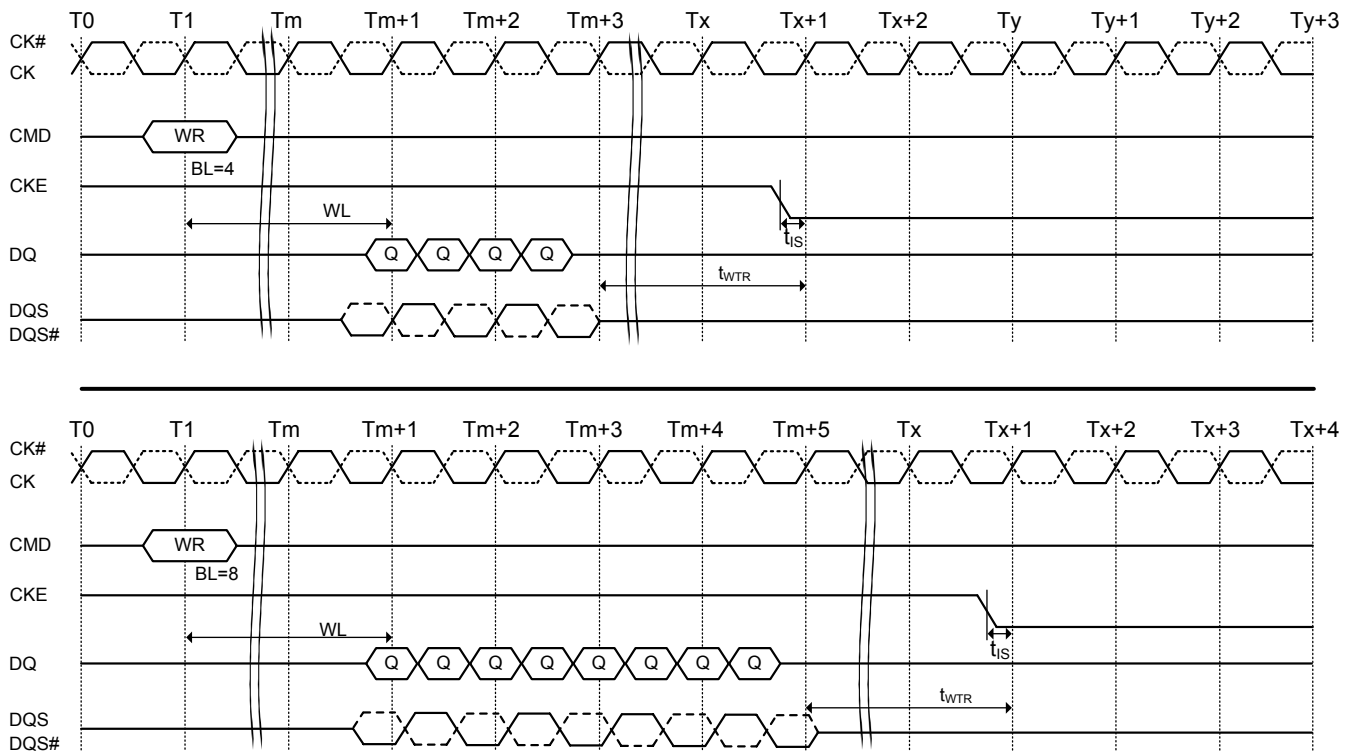 T0 T1 Tm Tm+1 Tm+2 Tm+3 Tx Tx+1 Tx+2 Ty Ty+1 Ty+2 Ty+3
CK#
CK
CMD WR
BL=4
CKE
WL
tIS
DQ Q Q Q Q
tWTR
DQS
DQS#
T0 T1 Tm Tm+1 Tm+2 Tm+3 Tm+4 Tm+5 Tx Tx+1 Tx+2 Tx+3 Tx+4
CK#
CK
CMD WR
BL=8
CKE
WL
tIS
DQ Q Q Q Q Q Q Q Q
tWTR
DQS
DQS#